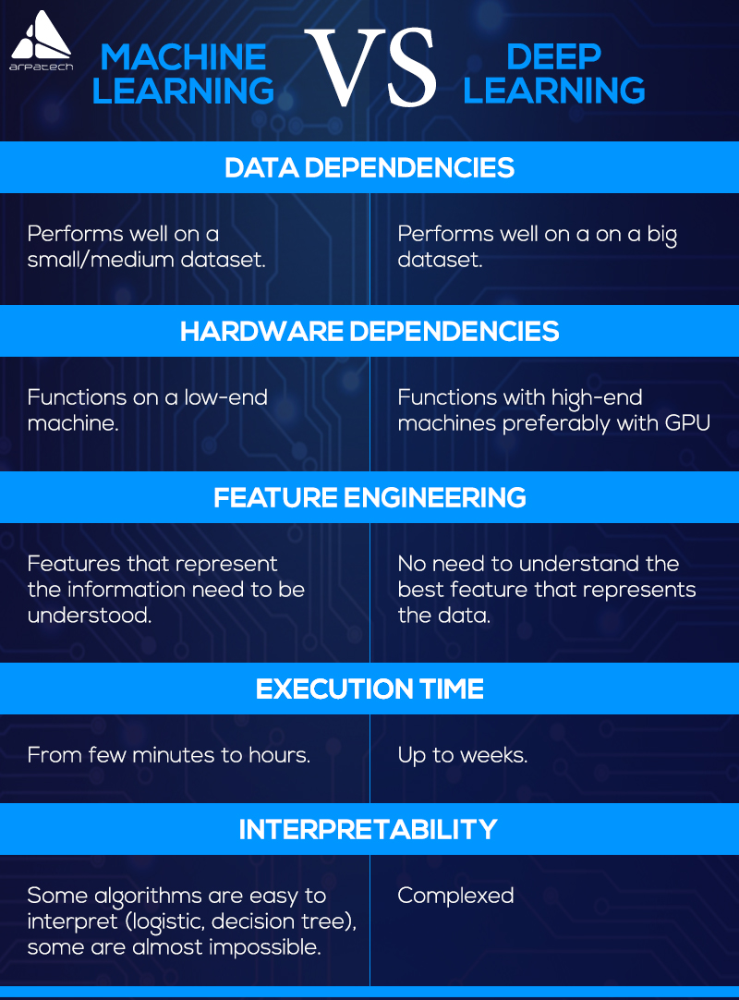 arpatech
MACHINE
LEARNING
VS
DEEP
LEARNING
DATA DEPENDENCIES
Performs well on a
small/medium dataset.
Performs well on a on a big
dataset.
HARDWARE DEPENDENCIES
Functions on a low-end
machine.
Functions with high-end
machines preferably with GPU
FEATURE ENGINEERING
Features that represent
the information need to be
understood.
No need to understand the
best feature that represents
the data.
EXECUTION TIME
From few minutes to hours.
Up to weeks.
INTERPRETABILITY
Some algorithms are easy to
interpret (logistic, decision tree),
some are almost impossible.
Complexed